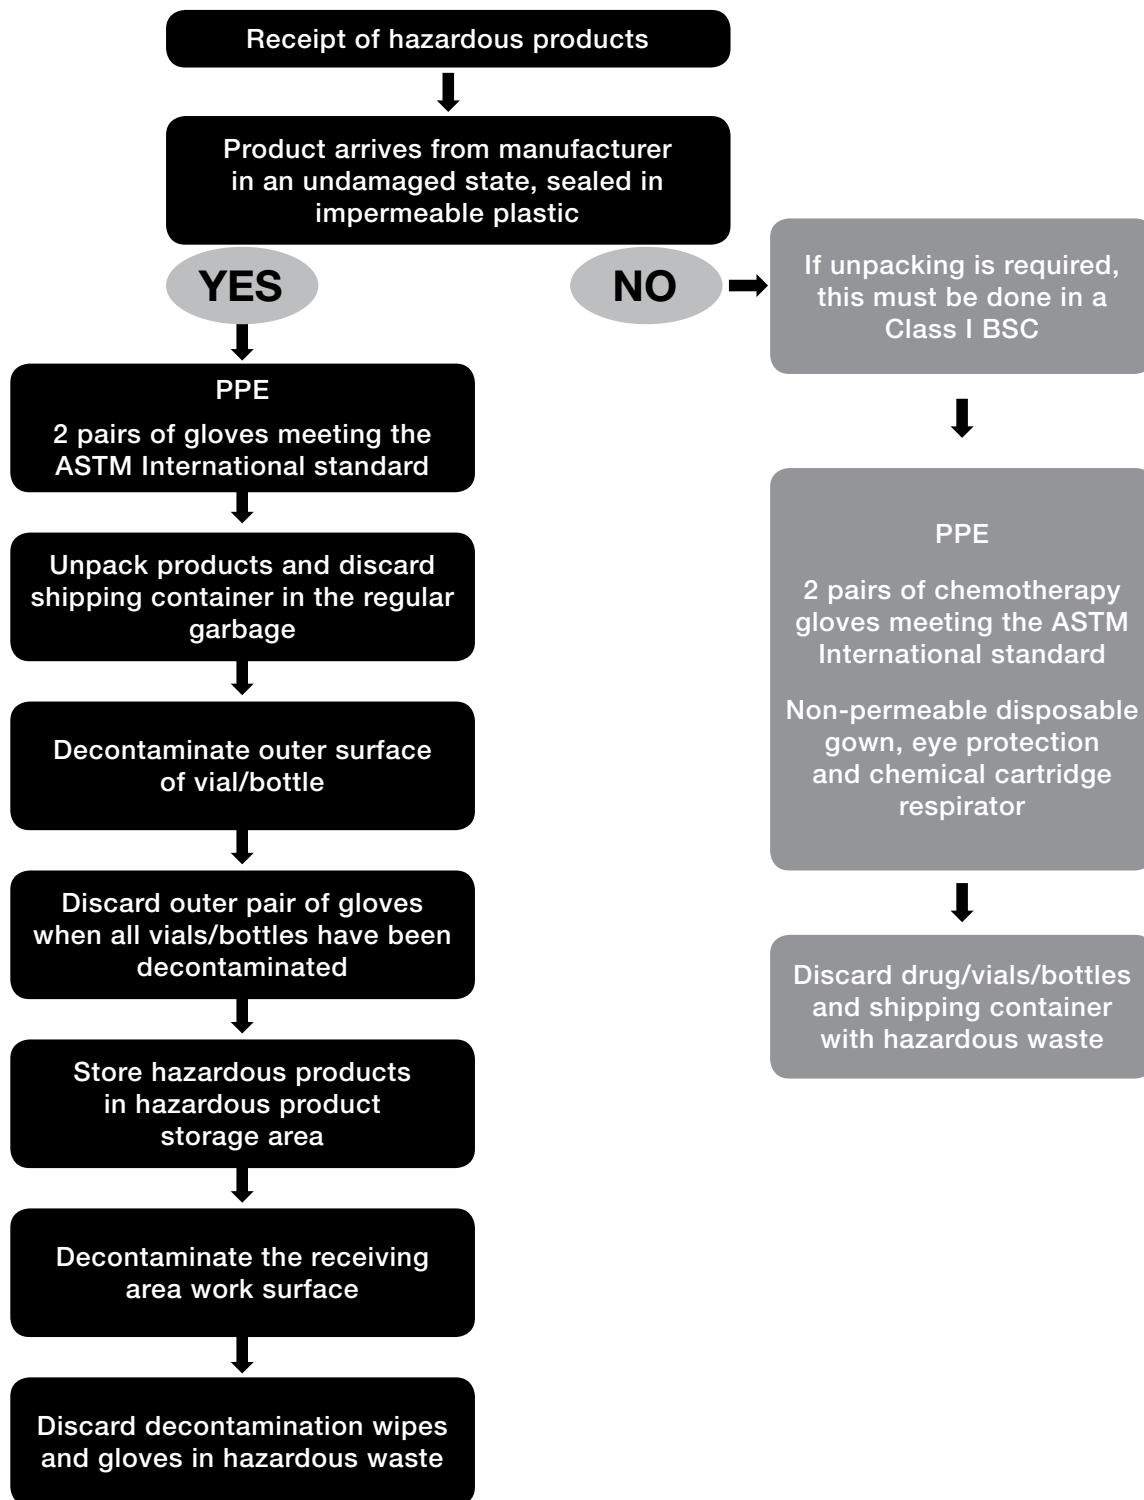 Receipt of hazardous products
Product arrives from manufacturer
in an undamaged state, sealed in
impermeable plastic
YES
NO
If unpacking is required,
this must be done in a
Class I BSC
PPE
2 pairs of gloves meeting the
ASTM International standard
Unpack products and discard
shipping container in the regular
garbage
Decontaminate outer surface
of vial/bottle
Discard outer pair of gloves
when all vials/bottles have been
decontaminated
Store hazardous products
in hazardous product
storage area
Decontaminate the receiving
area work surface
Discard decontamination wipes
and gloves in hazardous waste
PPE
2 pairs of chemotherapy
gloves meeting the ASTM
International standard
Non-permeable disposable
gown, eye protection
and chemical cartridge
respirator
Discard drug/vials/bottles
and shipping container
with hazardous waste